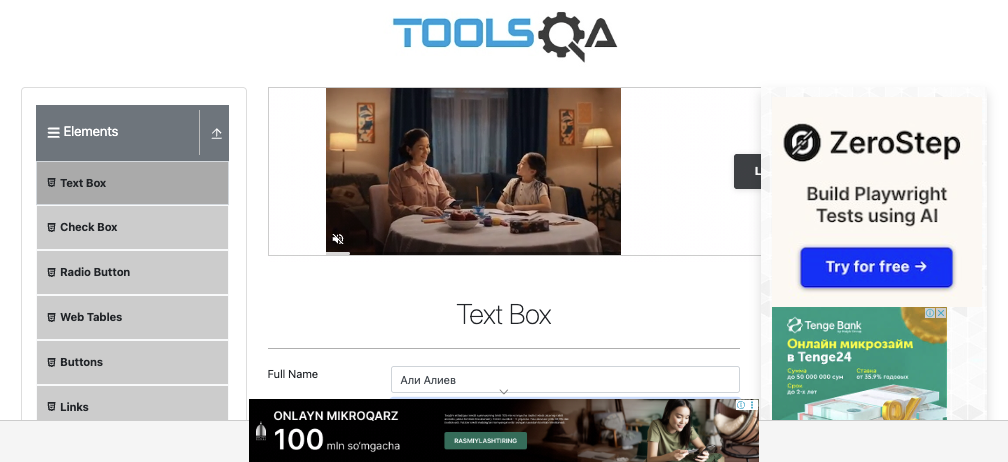 TOOLSQA
Elements
Text Box
Check Box
Radio Button
Web Tables
Buttons
Links
L
Text Box
Full Name
Али Алиев
ZeroStep
Build Playwright
Tests using AI
Try for free →
Tenge Bank
Онлайн микрозайм
в Tenge24
Сумма
до 50 000 000 сум
Ставка
от 35,9% годовых
Срок
до 2-х лет
ONLAYN MIKROQARZ
100 mln so'mgacha
RASMIYLASHTIRING